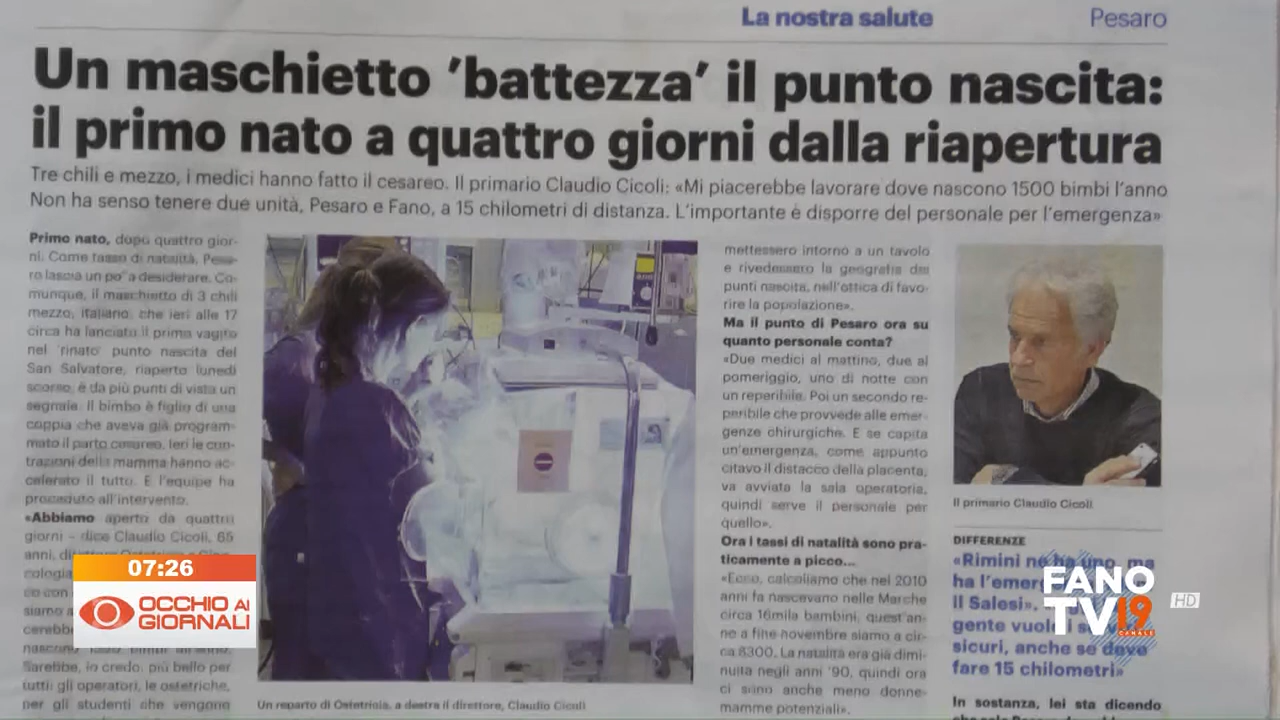 La nostra salute
Pesaro
Un maschietto 'battezza' il punto nascita:
il primo nato a quattro giorni dalla riapertura
Tre chili e mezzo, i medici hanno fatto il cesareo. Il primario Claudio Cicoli: «Mi piacerebbe lavorare dove nascono 1500 bimbi l'anno
Non ha senso tenere due unità, Pesaro e Fano, a 15 chilometri di distanza. L'importante è disporre del personale per l'emergenza»
Primo nato, dopo quattro gior-
ni. Come tasso di natalità, Pesa-
ro lascia un po' a desiderare. Co-
munque, il maschietto di 3 chili
mezzo, italiano, che ieri alle 17
circa ha lanciato il primo vagito
nel 'rinato' punto nascita del
San Salvatore, riaperto lunedì
scorso, è da più punti di vista un
segnale. Il bimbo è figlio di una
coppia che aveva già program-
mato il parto cesareo. Ieri le con-
trazioni della mamma hanno ac-
celerato il tutto. E l'equipe ha
proceduto all'intervento.
«Abbiamo aperto da quattro
giorni – dice Claudio Cicoli, 65
anni,
cologia
siamo a
nascono
Sarebbe, io credo, più bello per
tutti: gli operatori, le ostetriche,
per gli studenti che vengono
Un reparto di Ostetricia, a destra il direttore, Claudio Cicoli
mettessero intorno a un tavolo
e rivedessero la geografia dei
punti nascita, nell'ottica di favo-
rire la popolazione».
Ma il punto di Pesaro ora su
quanto personale conta?
«Due medici al mattino, due al
pomeriggio, uno di notte con
un reperibile. Poi un secondo re-
peribile che provvede alle emer-
genze chirurgiche. E se capita
un'emergenza, come appunto
citavo il distacco della placenta,
va avviata la sala operatoria,
quindi serve il personale per
quello».
Ora i tassi di natalità sono pra-
ticamente a picco...
«Ecco, calcoliamo che nel 2010
anni fa nascevano nelle Marche
circa 16mila bambini, quest'an-
no a fine novembre siamo a cir-
ca 8300. La natalità era già dimi-
nuita negli anni '90, quindi ora
ci sono anche meno donne-
mamme potenziali».
Il primario Claudio Cicoli
DIFFERENZE
«Rimini ne ha uno, ma
ha l'emer
Il Salesi».
gente vuole
sicuri, anche se deve
fare 15 chilometri»
In sostanza, lei sta dicendo
07:26
OCCHIO AI
GIORNALI
FANO
TV 19
CANALE
HD